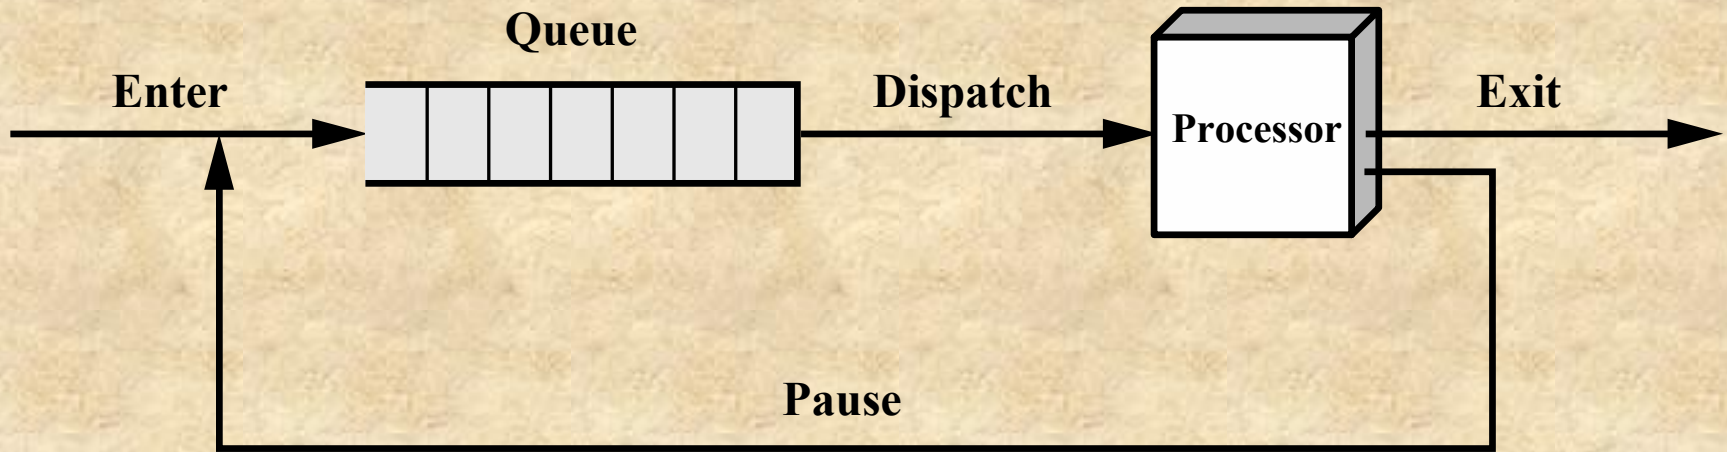 Queue
Enter
Dispatch
Processor
Exit
Pause